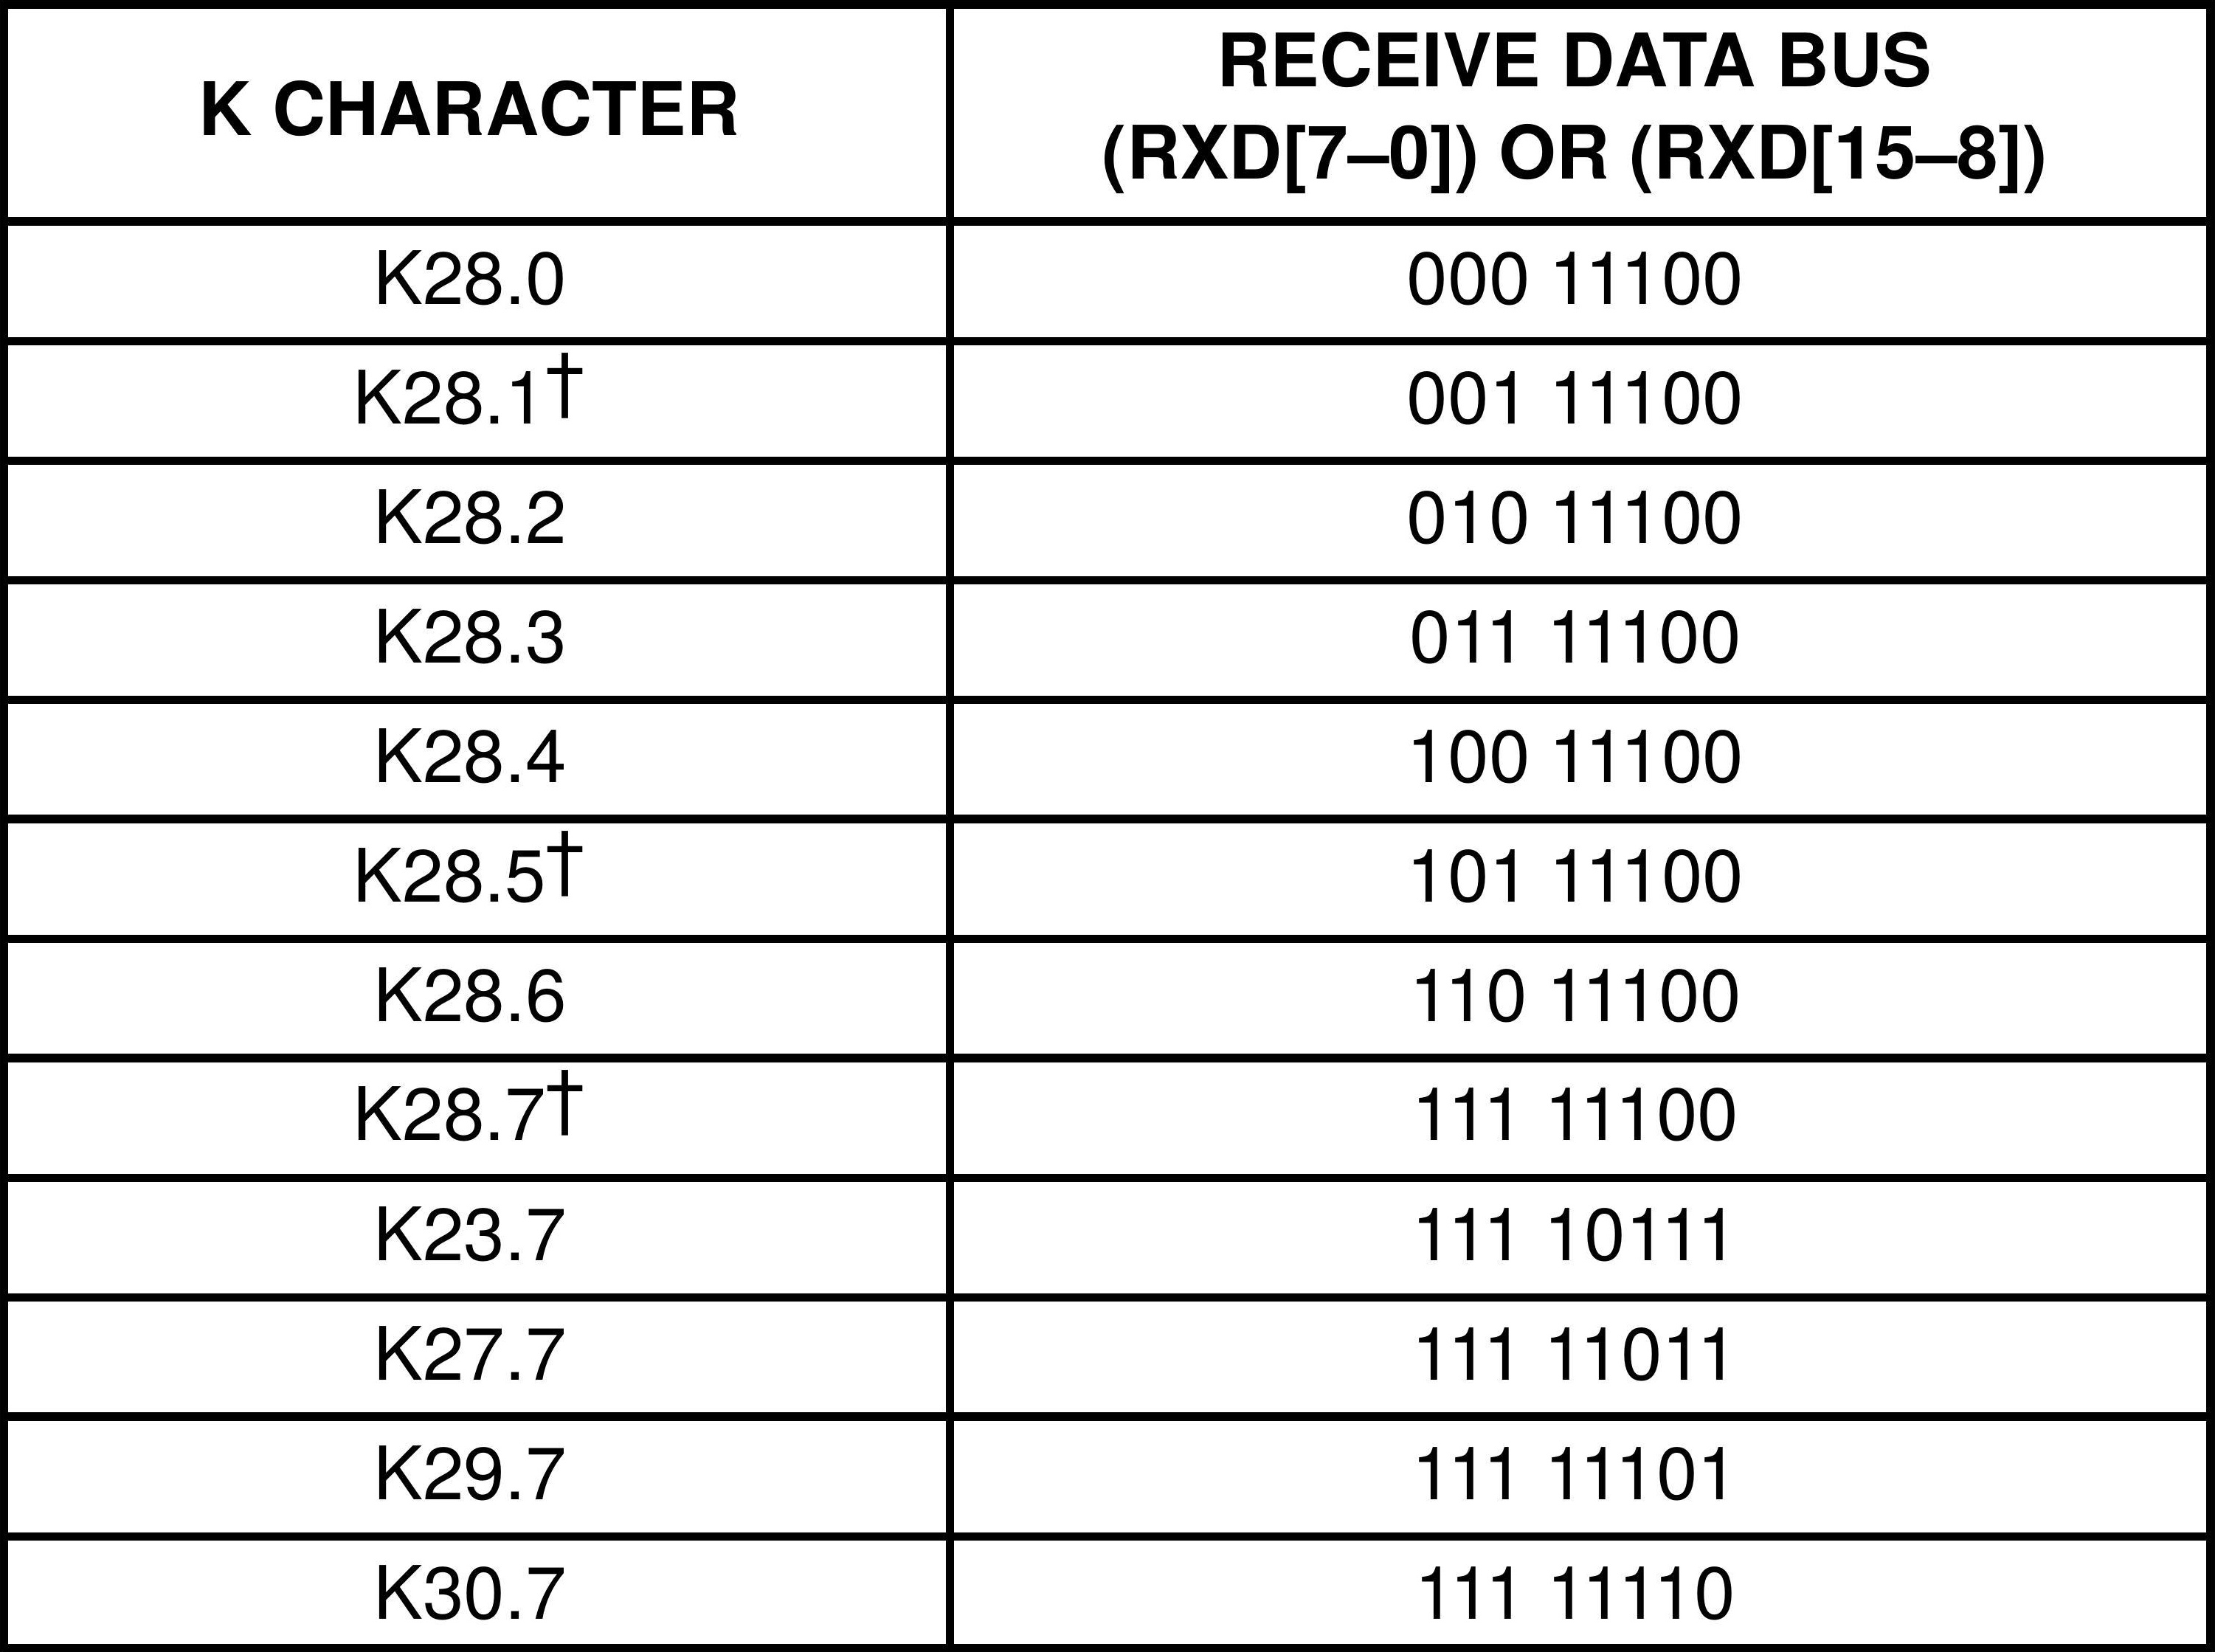 K CHARACTER
RECEIVE DATA BUS
(RXD[7–0]) OR (RXD[15–8])
K28.0 000 11100
K28.1† 001 11100
K28.2 010 11100
K28.3 011 11100
K28.4 100 11100
K28.5† 101 11100
K28.6 110 11100
K28.7† 111 11100
K23.7 111 10111
K27.7 111 11011
K29.7 111 11101
K30.7 111 11110